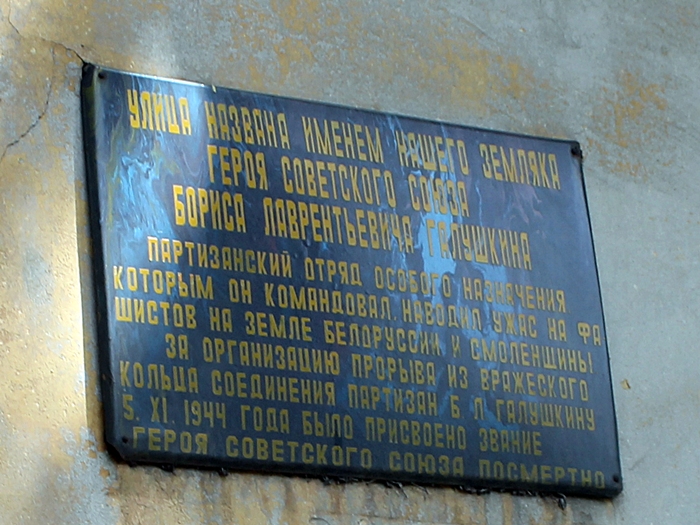 УЛИЦА НАЗВАНА ИМЕНЕМ НАШЕГО ЗЕМЛЯКА
ГЕРОЯ СОВЕТСКОГО СОЮЗА
БОРИСА ЛАВРЕНТЬЕВИЧА ГАЛУШКИНА
ПАРТИЗАНСКИЙ ОТРЯД ОСОБОГО НАЗНАЧЕНИЯ
КОТОРЫМ ОН КОМАНДОВАЛ, НАВОДИЛ УЖАС НА ФА
ШИСТОВ НА ЗЕМЛЕ БЕЛОРУССИИ И СМОЛЕНЩИНЫ
ЗА ОРГАНИЗАЦИЮ ПРОРЫВА ИЗ ВРАЖЕСКОГО
КОЛЬЦА СОЕДИНЕНИЯ ПАРТИЗАН Б. Л. ГАЛУШКИНУ
5. XI. 1944 ГОДА БЫЛО ПРИСВОЕНО ЗВАНИЕ
ГЕРОЯ СОВЕТСКОГО СОЮЗА ПОСМЕРТНО